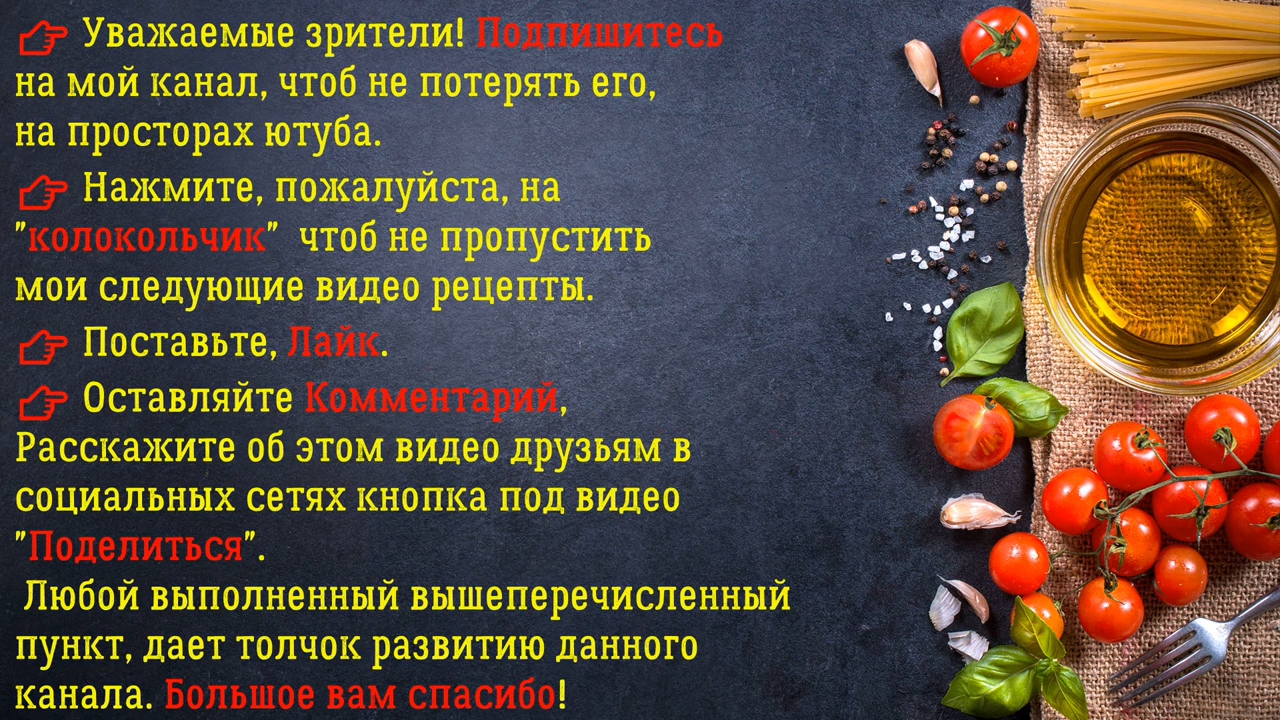 Уважаемые зрители! Подпишитесь
на мой канал, чтоб не потерять его,
на просторах ютуба.
Нажмите, пожалуйста, на
"колокольчик" чтоб не пропустить
мои следующие видео рецепты.
Поставьте, Лайк.
Оставляйте Комментарий,
Расскажите об этом видео друзьям в
социальных сетях кнопка под видео
"Поделиться".
Любой выполненный вышеперечисленный
пункт, дает толчок развитию данного
канала. Большое вам спасибо!